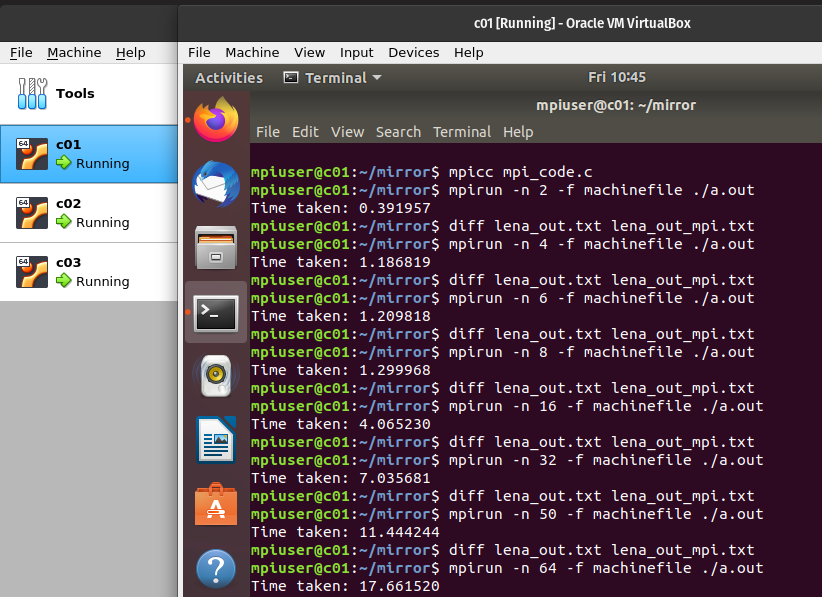 c01 [Running] - Oracle VM VirtualBox
File Machine Help
File Machine View Input Devices Help
Tools
Activities Terminal Fri 10:45
mpiuser@c01: ~/mirror
File Edit View Search Terminal Help
64 c01
Running
64 c02
Running
64 c03
Running
mpiuser@c01:~/mirror$ mpicc mpi_code.c
mpiuser@c01:~/mirror$ mpirun -n 2 -f machinefile ./a.out
Time taken: 0.391957
mpiuser@c01:~/mirror$ diff lena_out.txt lena_out_mpi.txt
mpiuser@c01:~/mirror$ mpirun -n 4 -f machinefile ./a.out
Time taken: 1.186819
mpiuser@c01:~/mirror$ diff lena_out.txt lena_out_mpi.txt
mpiuser@c01:~/mirror$ mpirun -n 6 -f machinefile ./a.out
Time taken: 1.209818
mpiuser@c01:~/mirror$ diff lena_out.txt lena_out_mpi.txt
mpiuser@c01:~/mirror$ mpirun -n 8 -f machinefile ./a.out
Time taken: 1.299968
mpiuser@c01:~/mirror$ diff lena_out.txt lena_out_mpi.txt
mpiuser@c01:~/mirror$ mpirun -n 16 -f machinefile ./a.out
Time taken: 4.065230
mpiuser@c01:~/mirror$ diff lena_out.txt lena_out_mpi.txt
mpiuser@c01:~/mirror$ mpirun -n 32 -f machinefile ./a.out
Time taken: 7.035681
mpiuser@c01:~/mirror$ diff lena_out.txt lena_out_mpi.txt
mpiuser@c01:~/mirror$ mpirun -n 50 -f machinefile ./a.out
Time taken: 11.444244
mpiuser@c01:~/mirror$ diff lena_out.txt lena_out_mpi.txt
mpiuser@c01:~/mirror$ mpirun -n 64 -f machinefile ./a.out
Time taken: 17.661520